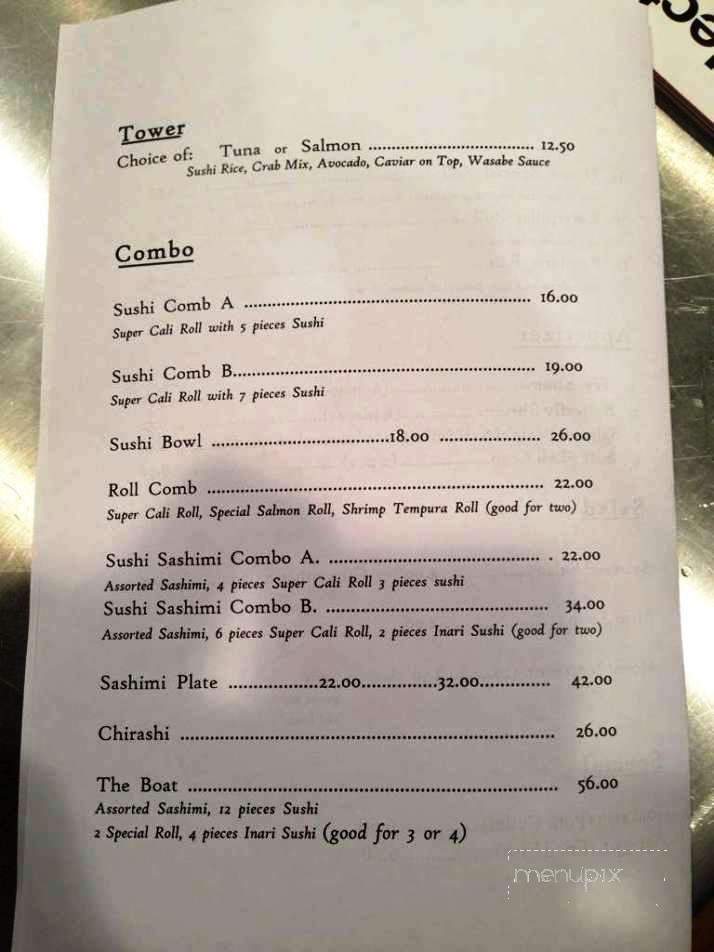 Tower
Choice of: Tuna or Salmon .................................... 12.50
Sushi Rice, Crab Mix, Avocado, Caviar on Top, Wasabe Sauce
Combo
Sushi Comb A .............................................................. 16.00
Super Cali Roll with 5 pieces Sushi
Sushi Comb B................................................................. 19.00
Super Cali Roll with 7 pieces Sushi
Sushi Bowl ......................................18.00 ...................... 26.00
Roll Comb ........................................................................ 22.00
Super Cali Roll, Special Salmon Roll, Shrimp Tempura Roll (good for two)
Sushi Sashimi Combo A. ............................................. . 22.00
Assorted Sashimi, 4 pieces Super Cali Roll 3 pieces sushi
Sushi Sashimi Combo B. ................................................ 34.00
Assorted Sashimi, 6 pieces Super Cali Roll, 2 pieces Inari Sushi (good for two)
Sashimi Plate ...................22.00................32.00............... 42.00
Chirashi ................................................................................ 26.00
The Boat ............................................................................... 56.00
Assorted Sashimi, 12 pieces Sushi
2 Special Roll, 4 pieces Inari Sushi (good for 3 or 4)
menupix